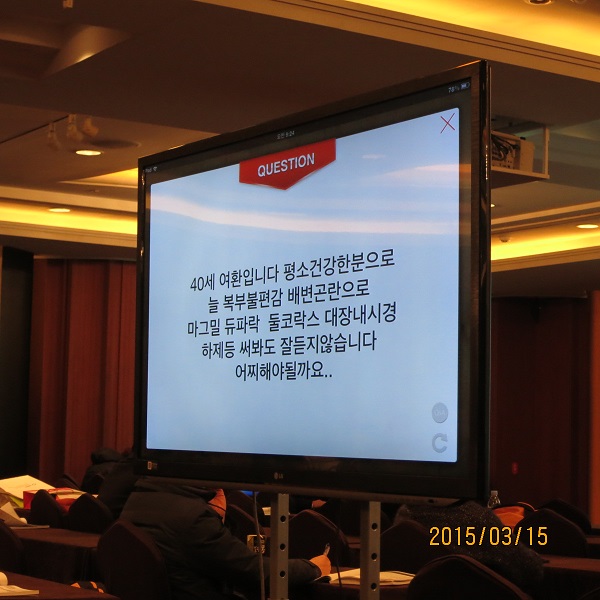 QUESTION
40세 여환입니다 평소건강한분으로
늘 복부불편감 배변곤란으로
마그밀 듀파락 둘코락스 대장내시경
하제등 써봐도 잘듣지않습니다
어찌해야될까요..
2015/03/15